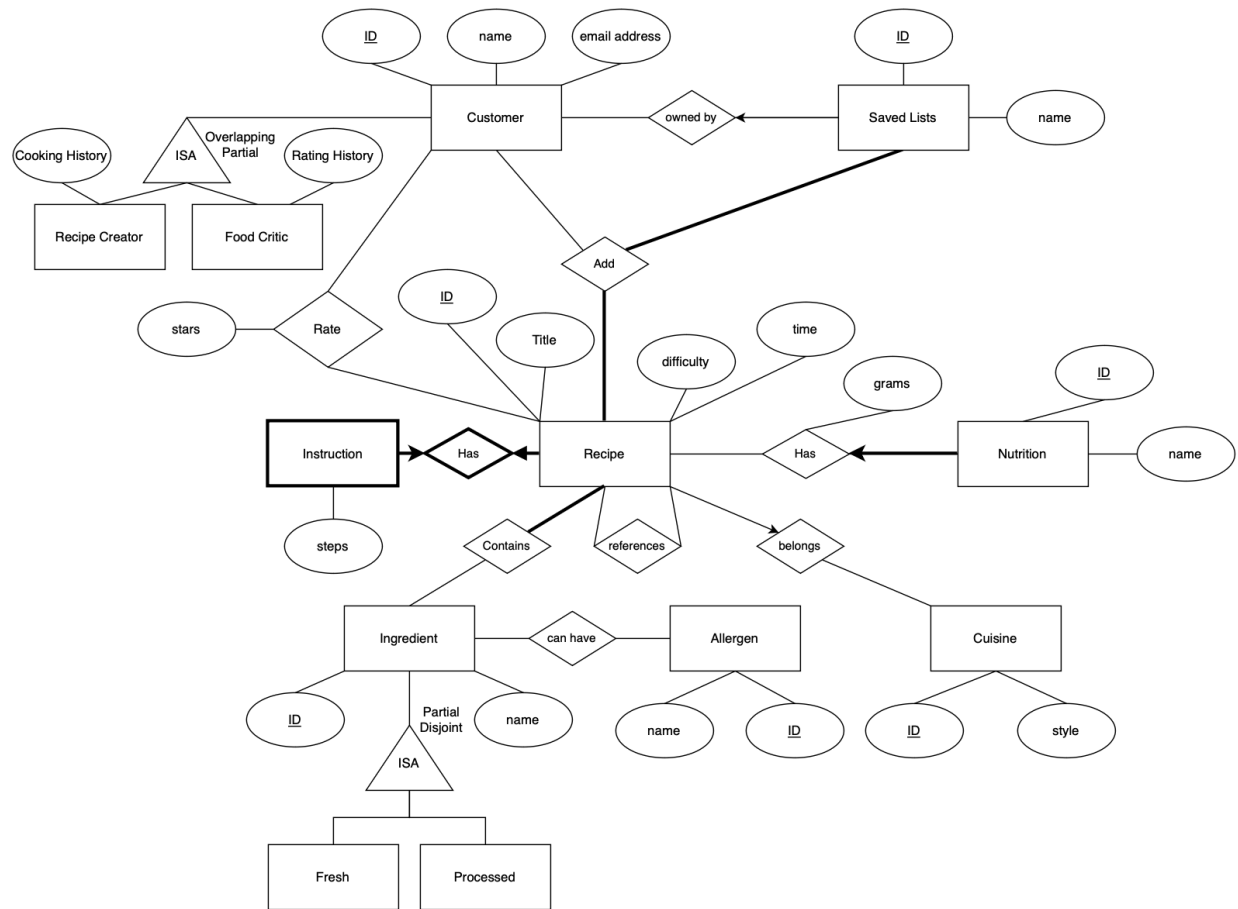 ID
name
email address
ID
Customer
owned by
Saved Lists
name
Overlapping
Partial
Cooking History
ISA
Rating History
Recipe Creator
Food Critic
Add
ID
stars
Rate
Title
difficulty
time
grams
ID
Instruction
Has
Recipe
Has
Nutrition
name
steps
Contains
references
belongs
Ingredient
can have
Allergen
Cuisine
ID
Partial
Disjoint
name
name
ID
ID
style
ISA
Fresh
Processed